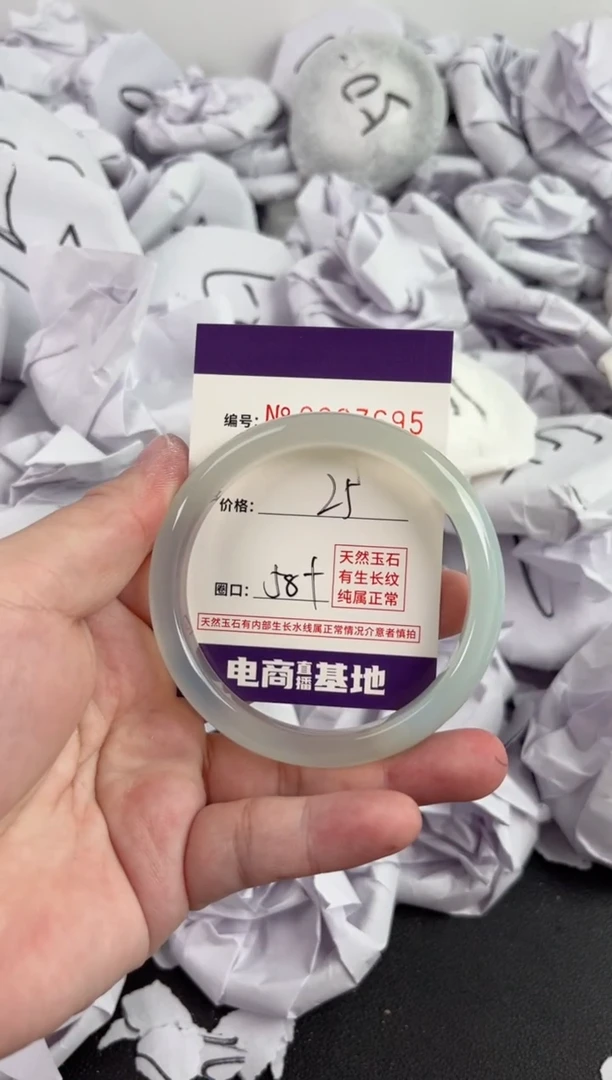 编号: №
695
价格: 25
圈口: 58+
天然玉石
有生长纹
纯属正常
天然玉石有内部生长水线属正常情况介意者慎拍
电商直播基地